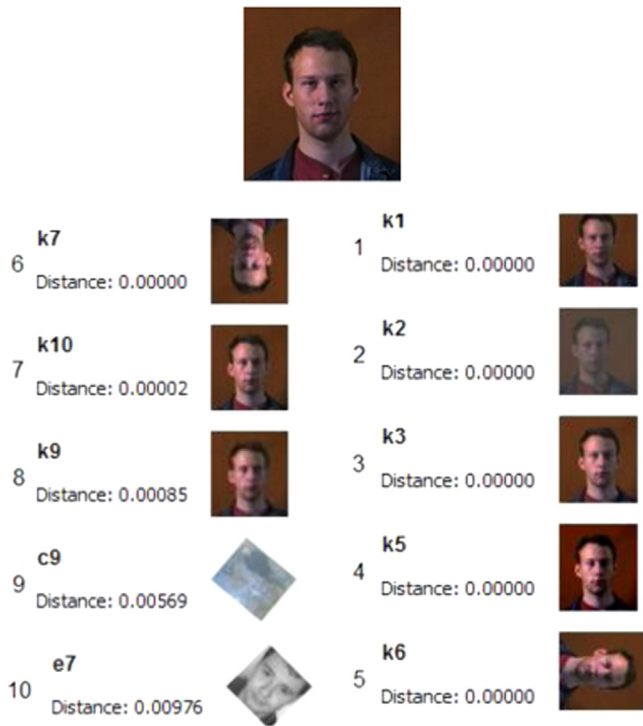 k7
6
Distance: 0.00000
k10
7
Distance: 0.00002
k9
8
Distance: 0.00085
c9
9
Distance: 0.00569
e7
10
Distance: 0.00976
k1
1
Distance: 0.00000
k2
2
Distance: 0.00000
k3
3
Distance: 0.00000
k5
4
Distance: 0.00000
k6
5
Distance: 0.00000